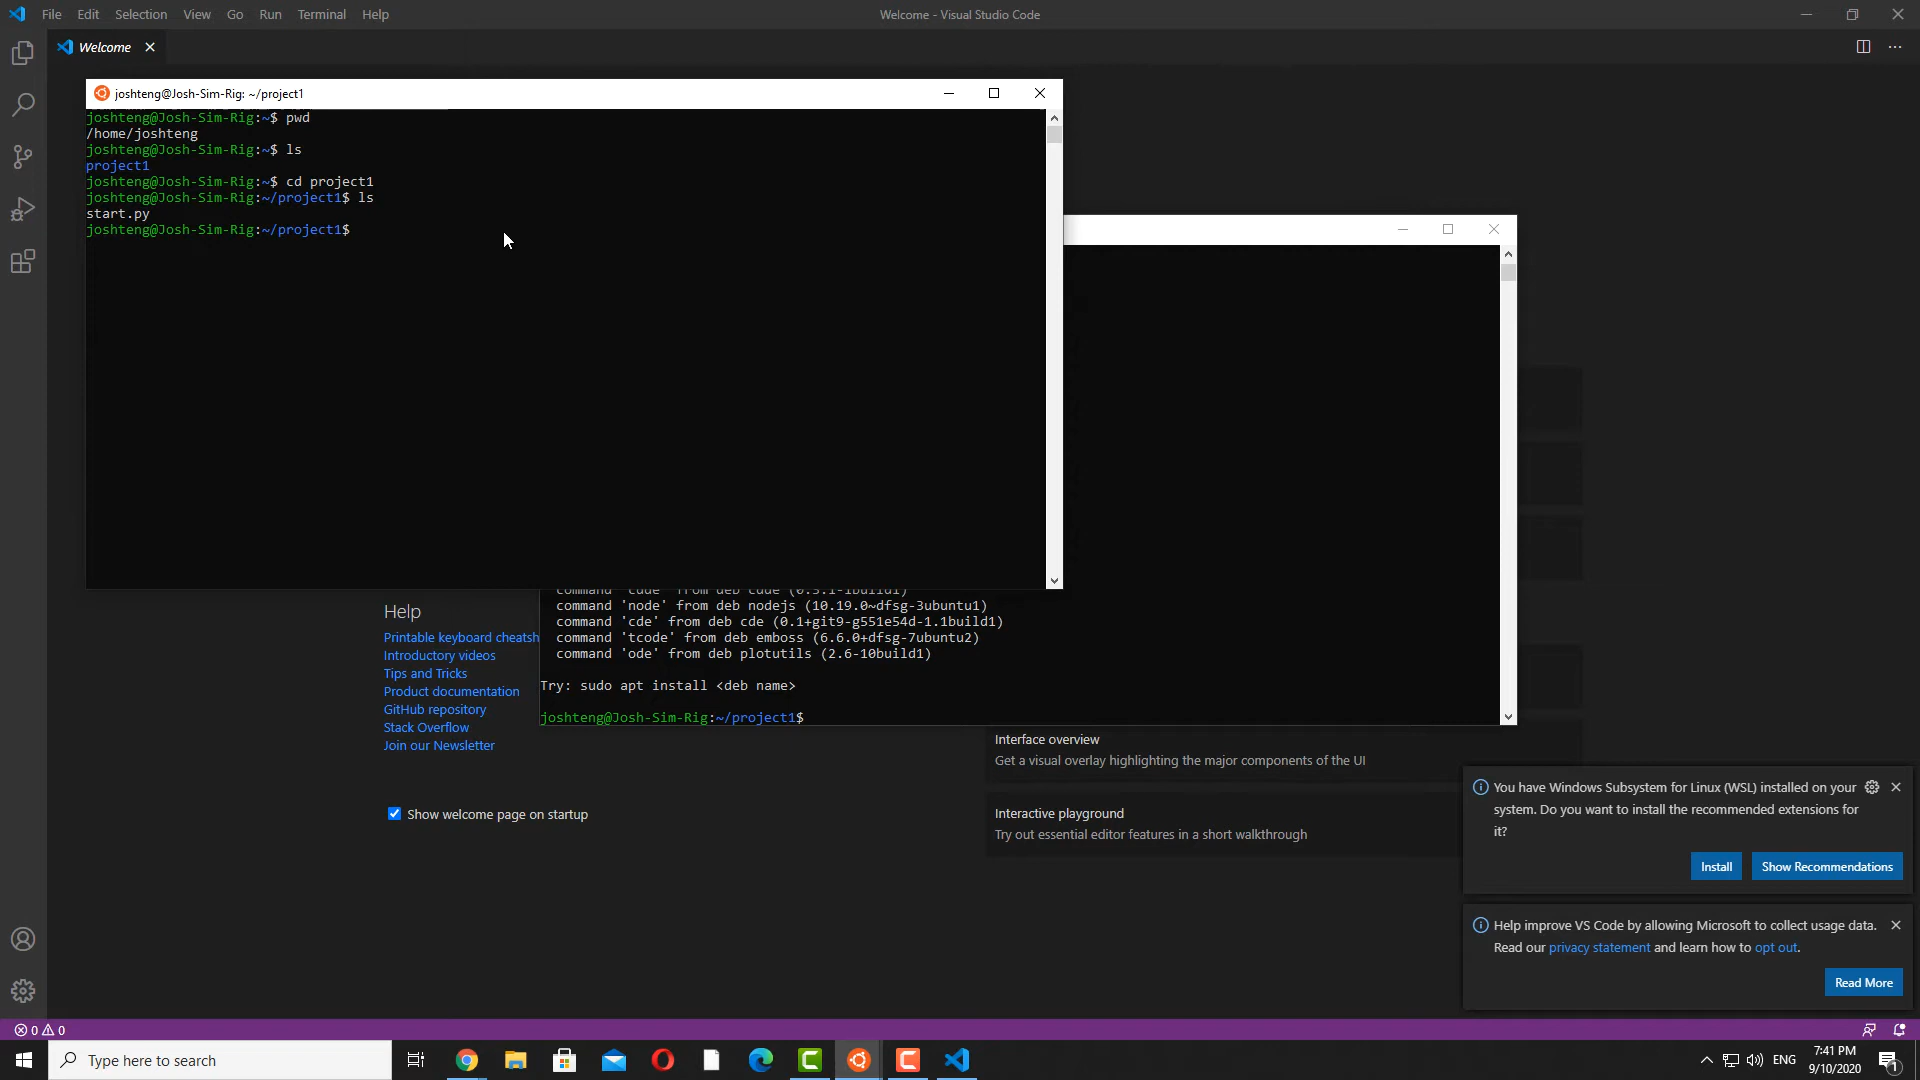 File Edit Selection View Go Run Terminal Help
Welcome - Visual Studio Code
Welcome
joshteng@Josh-Sim-Rig: ~/project1
joshteng@Josh-Sim-Rig:~$ pwd
/home/joshteng
joshteng@Josh-Sim-Rig:~$ ls
project1
joshteng@Josh-Sim-Rig:~$ cd project1
joshteng@Josh-Sim-Rig:~/project1$ ls
start.py
joshteng@Josh-Sim-Rig:~/project1$
command 'node' from deb nodejs (10.19.0~dfsg-3ubuntu1)
command 'cde' from deb cde (0.1+git9-g551e54d-1.1build1)
command 'tcode' from deb emboss (6.6.0+dfsg-7ubuntu2)
command 'ode' from deb plotutils (2.6-10build1)
Try: sudo apt install <deb name>
joshteng@Josh-Sim-Rig:~/project1$
Help
Printable keyboard cheatsh
Introductory videos
Tips and Tricks
Product documentation
GitHub repository
Stack Overflow
Join our Newsletter
Show welcome page on startup
Interface overview
Get a visual overlay highlighting the major components of the UI
Interactive playground
Try out essential editor features in a short walkthrough
You have Windows Subsystem for Linux (WSL) installed on your
system. Do you want to install the recommended extensions for
it?
Install Show Recommendations
Help improve VS Code by allowing Microsoft to collect usage data.
Read our privacy statement and learn how to opt out.
Read More
0 0
Type here to search
ENG
7:41 PM
9/10/2020
1